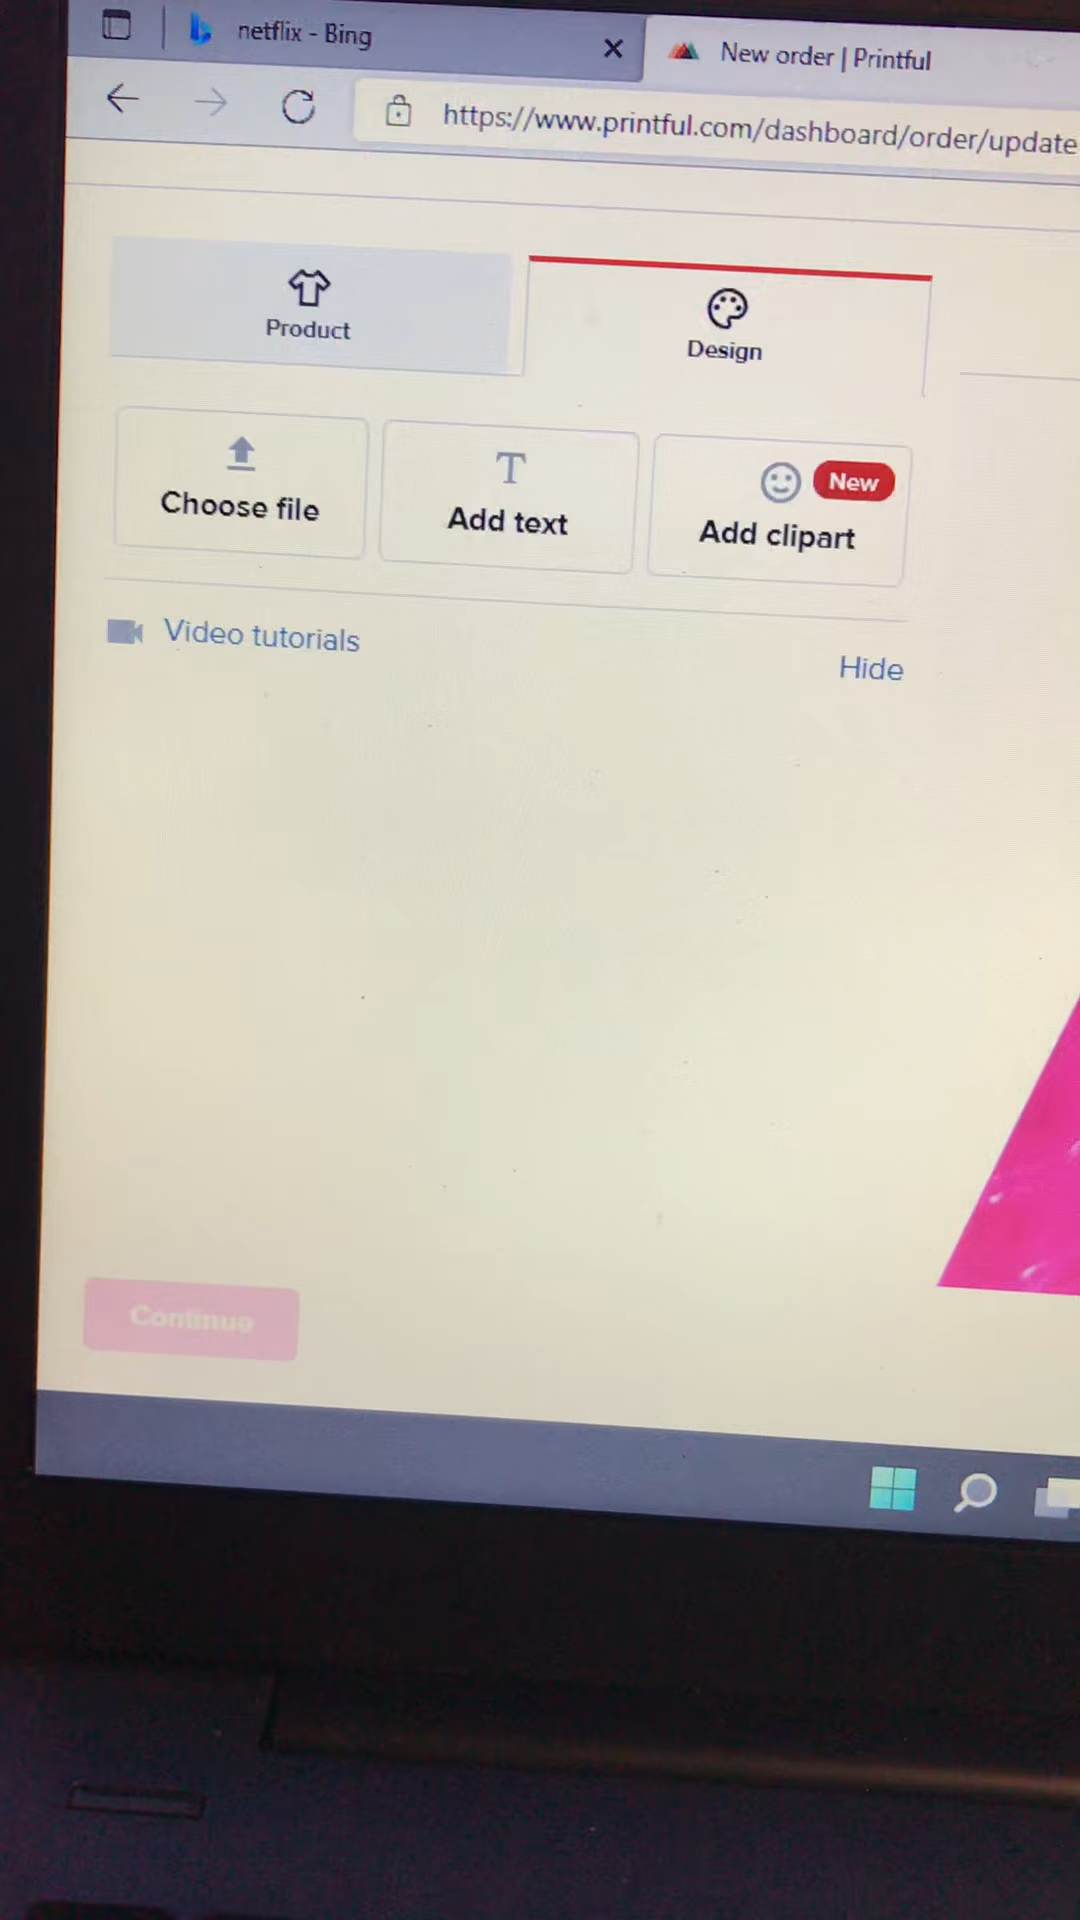 netflix - Bing
New order | Printful
https://www.printful.com/dashboard/order/update
Product
Design
Choose file
Add text
New
Add clipart
Video tutorials
Hide
Continue